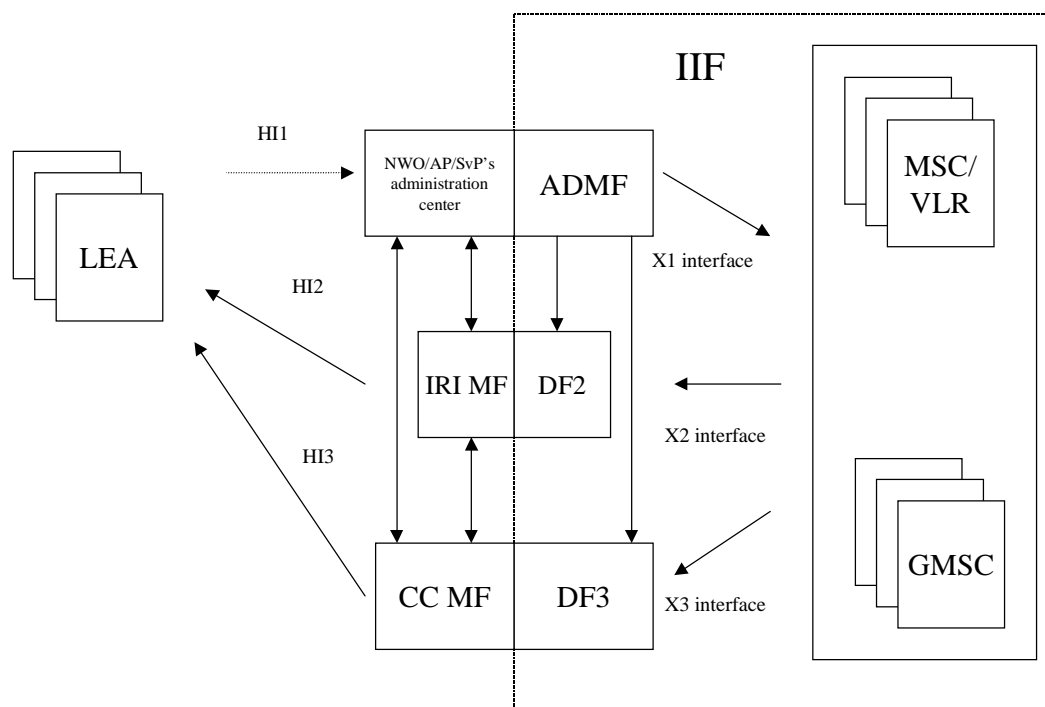 IIF
HI1
NWO/AP/SvP's
administration
center
ADMF
MSC/
VLR
LEA
X1 interface
HI2
IRI MF
DF2
X2 interface
HI3
GMSC
CC MF
DF3
X3 interface